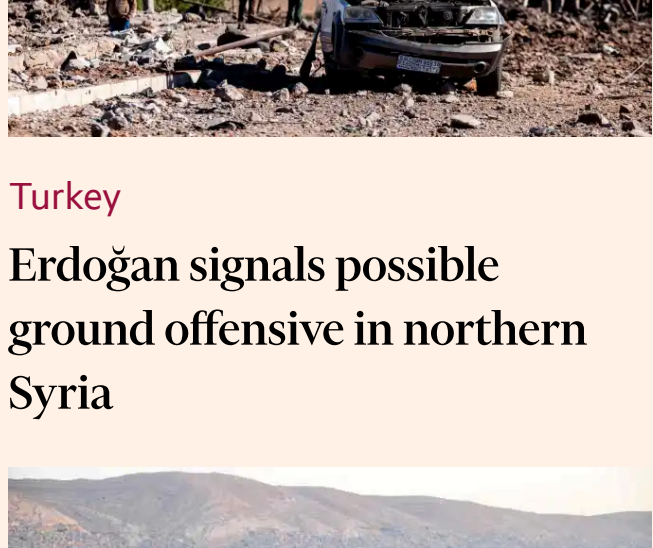 Turkey
Erdoğan signals possible
ground offensive in northern
Syria